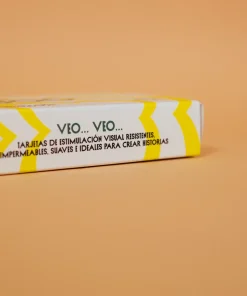 VEO... VEO...
TARJETAS DE ESTIMULACIÓN VISUAL RESISTENTES,
IMPERMEABLES, SUAVES E IDEALES PARA CREAR HISTORIAS